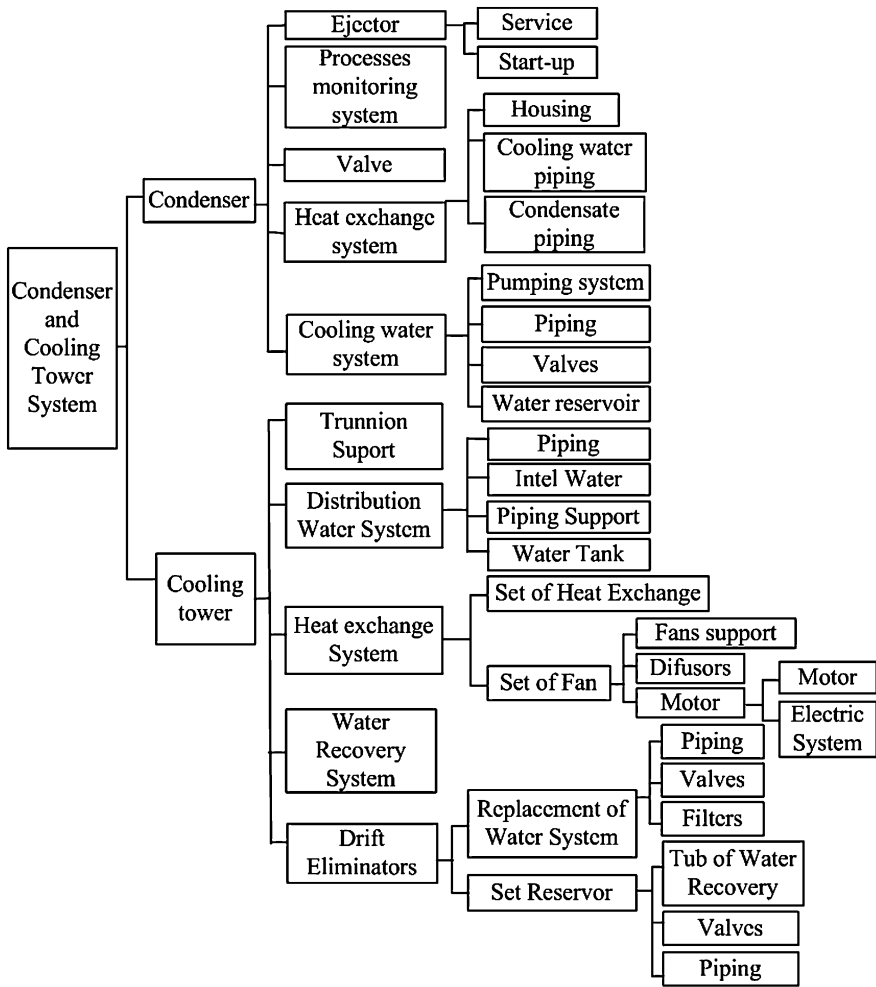 Condenser
and
Cooling
Tower
System
Condenser
Ejector
Service
Start-up
Processes
monitoring
system
Valve
Heat exchange
system
Housing
Cooling water
piping
Condensate
piping
Cooling water
system
Pumping system
Piping
Valves
Water reservoir
Cooling
tower
Trunnion
Suport
Distribution
Water System
Piping
Intel Water
Piping Support
Water Tank
Heat exchange
System
Set of Heat Exchange
Set of Fan
Fans support
Difusors
Motor
Motor
Electric
System
Water
Recovery
System
Drift
Eliminators
Replacement of
Water System
Piping
Valves
Filters
Set Reservor
Tub of Water
Recovery
Valves
Piping